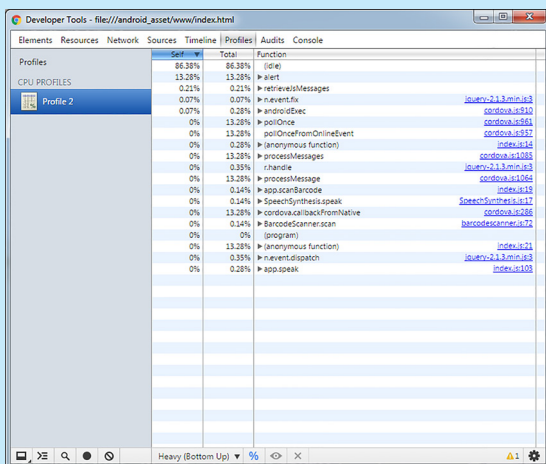 Developer Tools - file:///android_asset/www/index.html
Elements Resources Network Sources Timeline Profiles Audits Console
Profiles
CPU PROFILES
Profile 2
Self ▼ Total Function
86.38% 86.38% (idle)
13.28% 13.28% ▶ alert
0.21% 0.21% ▶ retrieveJsMessages
0.07% 0.07% ▶ n.event.fix jquery-2.1.3.min.js:3
0.07% 0.28% ▶ androidExec cordova.js:910
0% 13.28% ▶ pollOnce cordova.js:961
0% 13.28% pollOnceFromOnlineEvent cordova.js:957
0% 0.28% ▶ (anonymous function) index.js:14
0% 13.28% ▶ processMessages cordova.js:1085
0% 0.35% r.handle jquery-2.1.3.min.js:3
0% 13.28% ▶ processMessage cordova.js:1064
0% 0.14% ▶ app.scanBarcode index.js:19
0% 0.14% ▶ SpeechSynthesis.speak SpeechSynthesis.js:17
0% 13.28% ▶ cordova.callbackFromNative cordova.js:286
0% 0.14% ▶ BarcodeScanner.scan barcodescanner.js:72
0% 0% (program)
0% 13.28% ▶ (anonymous function) index.js:21
0% 0.35% ▶ n.event.dispatch jquery-2.1.3.min.js:3
0% 0.28% ▶ app.speak index.js:103
Heavy (Bottom Up) ▼ % 1